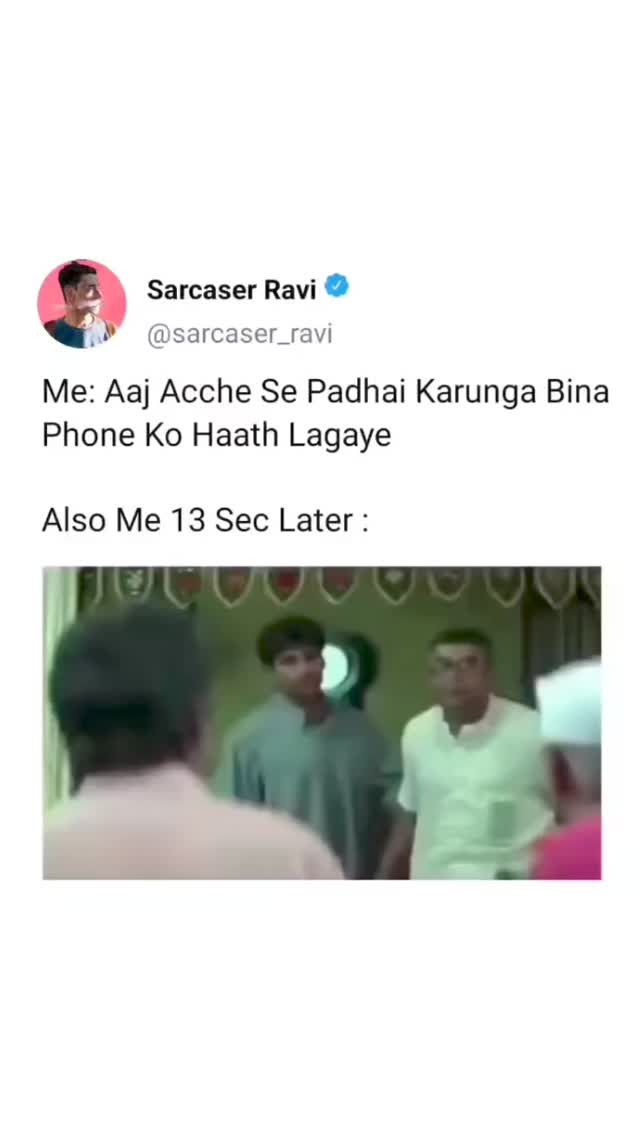 Sarcaser Ravi
@sarcaser_ravi
Me: Aaj Acche Se Padhai Karunga Bina
Phone Ko Haath Lagaye
Also Me 13 Sec Later :